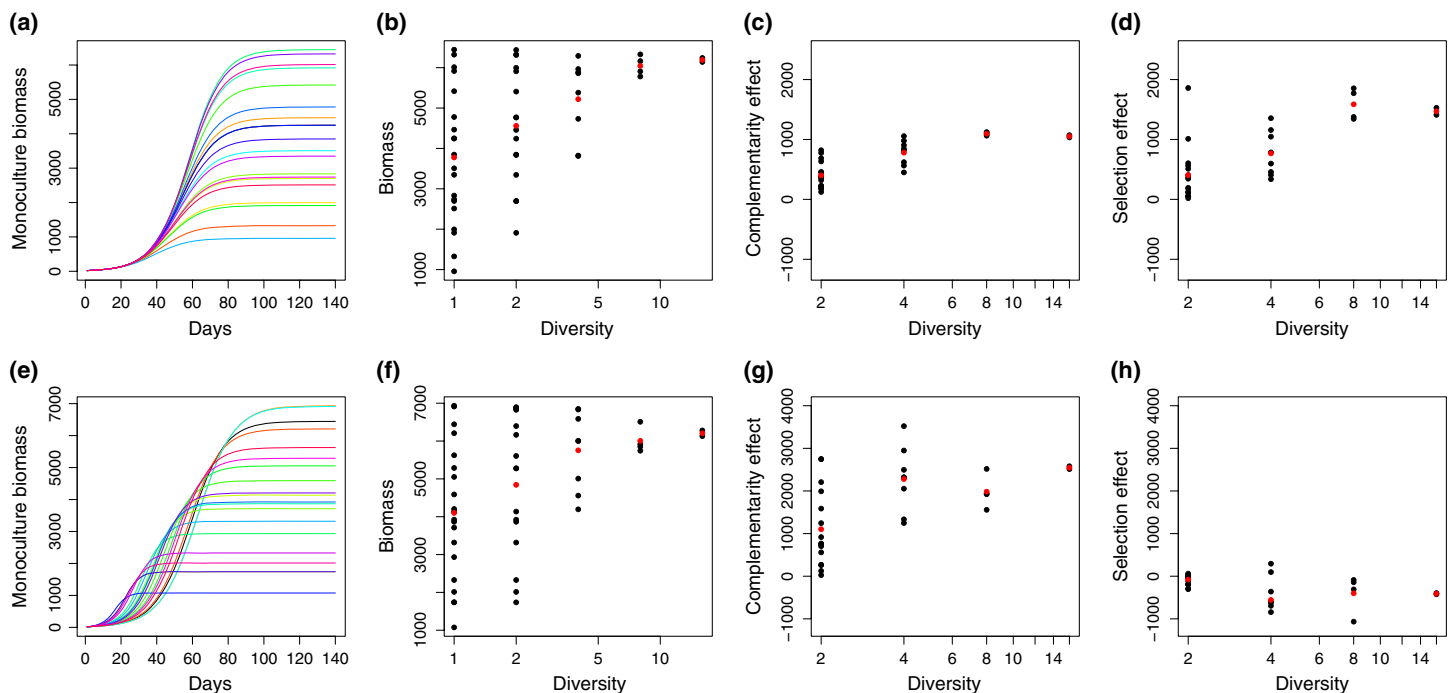 (a)
Monoculture biomass
0 1000 3000 5000
0 20 40 60 80 100 120 140
Days
(b)
Biomass
1000 3000 5000
1 2 5 10
Diversity
(c)
Complementarity effect
−1000 0 1000 2000
2 4 6 8 10 14
Diversity
(d)
Selection effect
−1000 0 1000 2000
2 4 6 8 10 14
Diversity
(e)
Monoculture biomass
0 1000 3000 5000 7000
0 20 40 60 80 100 120 140
Days
(f)
Biomass
1000 3000 5000 7000
1 2 5 10
Diversity
(g)
Complementarity effect
−1000 0 1000 2000 3000 4000
2 4 6 8 10 14
Diversity
(h)
Selection effect
−1000 0 1000 2000 3000 4000
2 4 6 8 10 14
Diversity